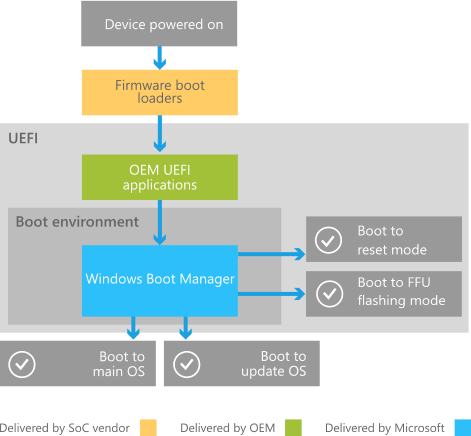 Device powered on
Firmware boot
loaders
UEFI
OEM UEFI
applications
Boot environment
Windows Boot Manager
Boot to
reset mode
Boot to FFU
flashing mode
Boot to
main OS
Boot to
update OS
Delivered by SoC vendor
Delivered by OEM
Delivered by Microsoft